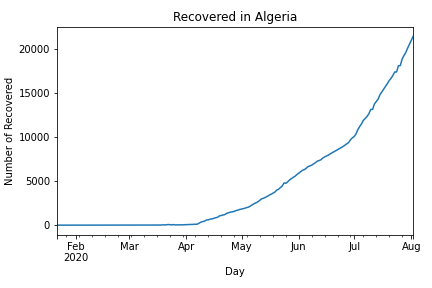 Recovered in Algeria
Number of Recovered
20000
15000
10000
5000
0
Feb Mar Apr May Jun Jul Aug
2020
Day